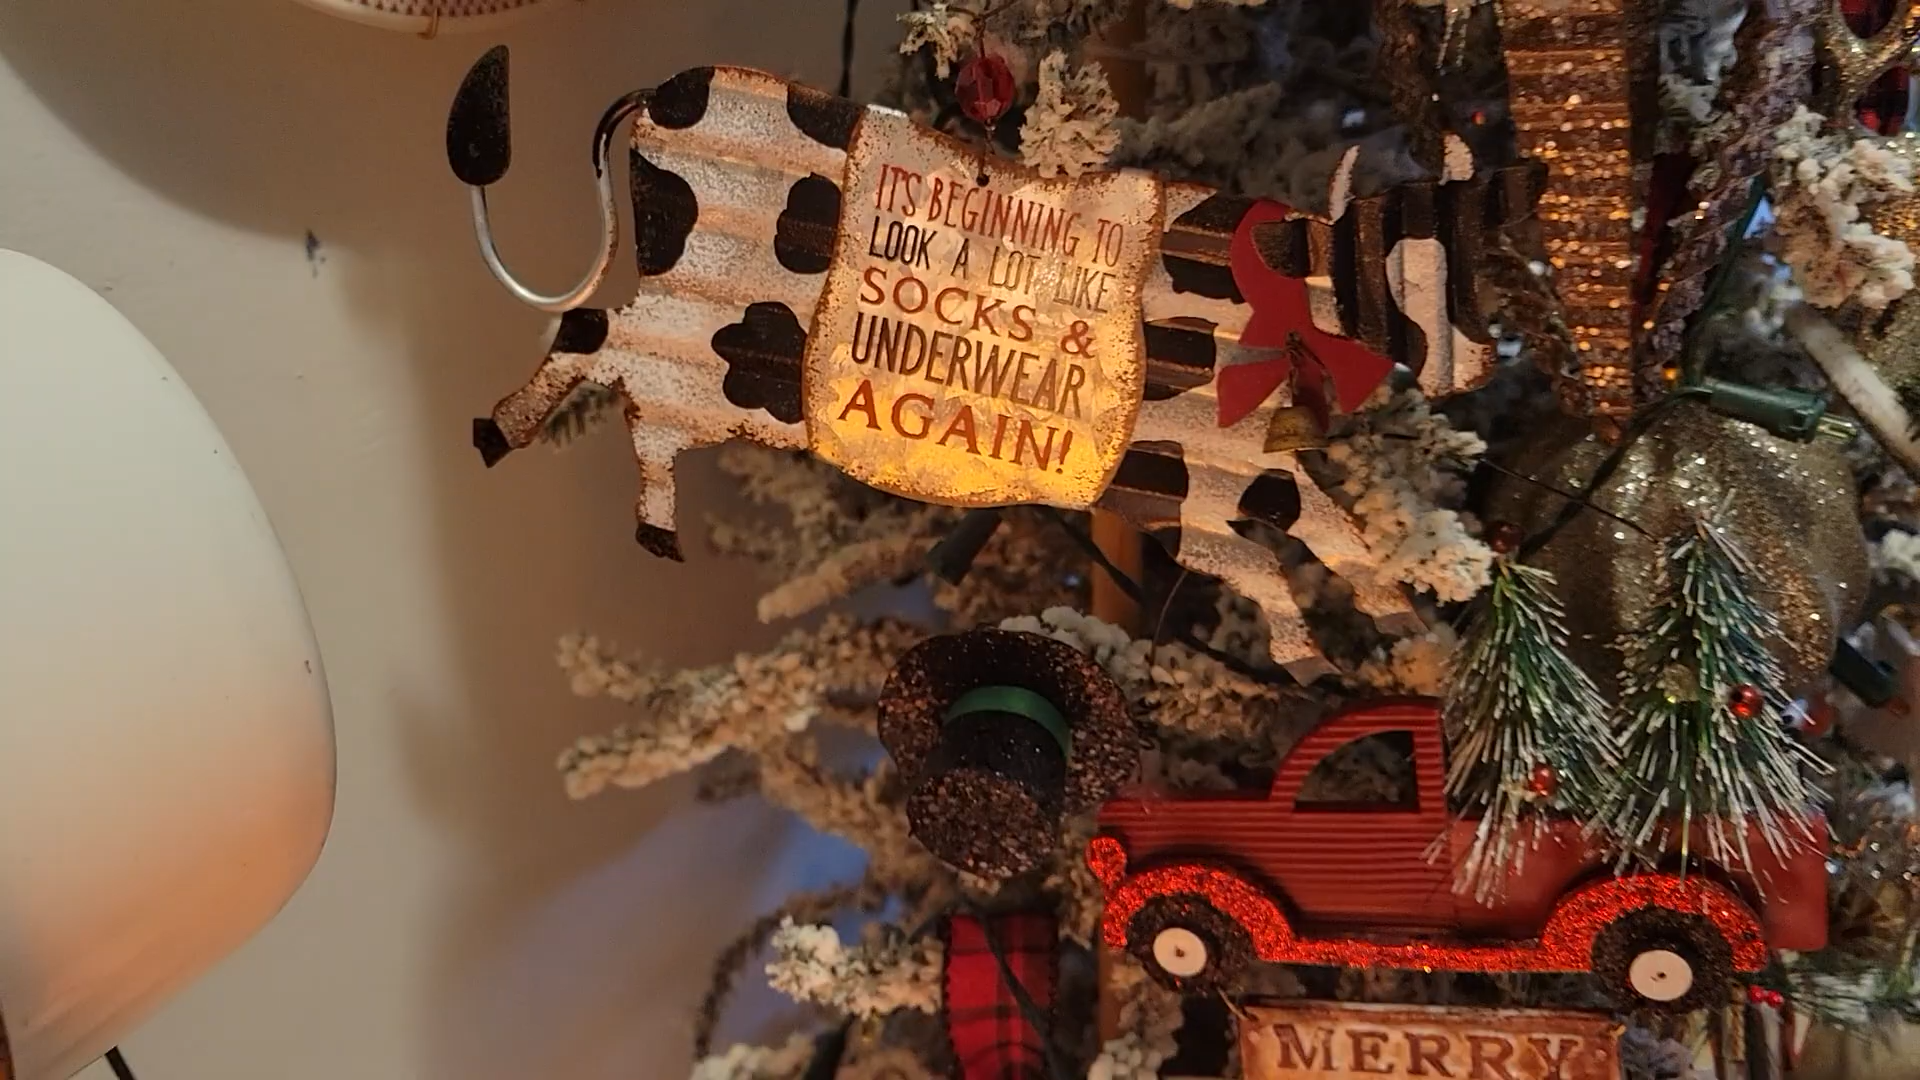 IT'S BEGINNING TO
LOOK A LOT LIKE
SOCKS &
UNDERWEAR
AGAIN!
MERRY